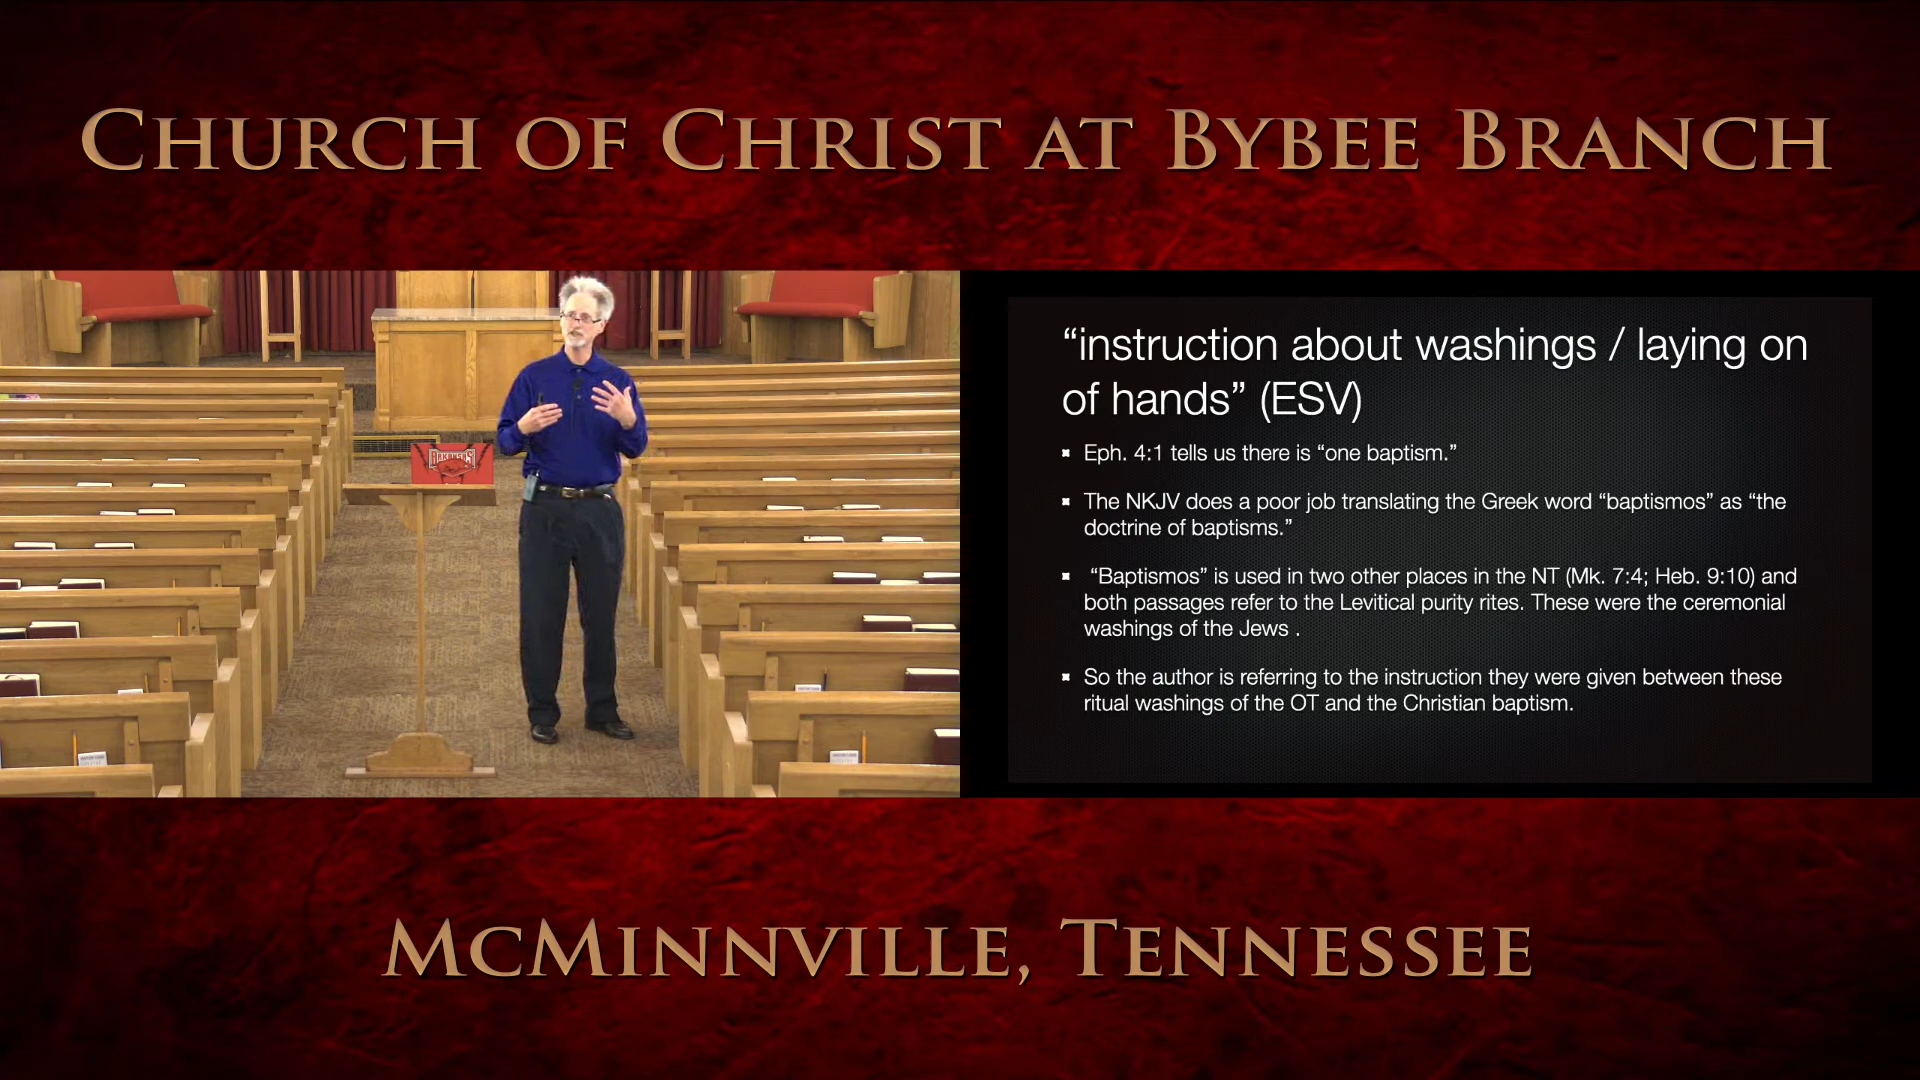 CHURCH OF CHRIST AT BYBEE BRANCH
ARKANSAS
“instruction about washings / laying on
of hands” (ESV)
Eph. 4:1 tells us there is “one baptism.”
The NKJV does a poor job translating the Greek word “baptismos” as “the
doctrine of baptisms.”
“Baptismos” is used in two other places in the NT (Mk. 7:4; Heb. 9:10) and
both passages refer to the Levitical purity rites. These were the ceremonial
washings of the Jews .
So the author is referring to the instruction they were given between these
ritual washings of the OT and the Christian baptism.
MCMINNVILLE, TENNESSEE